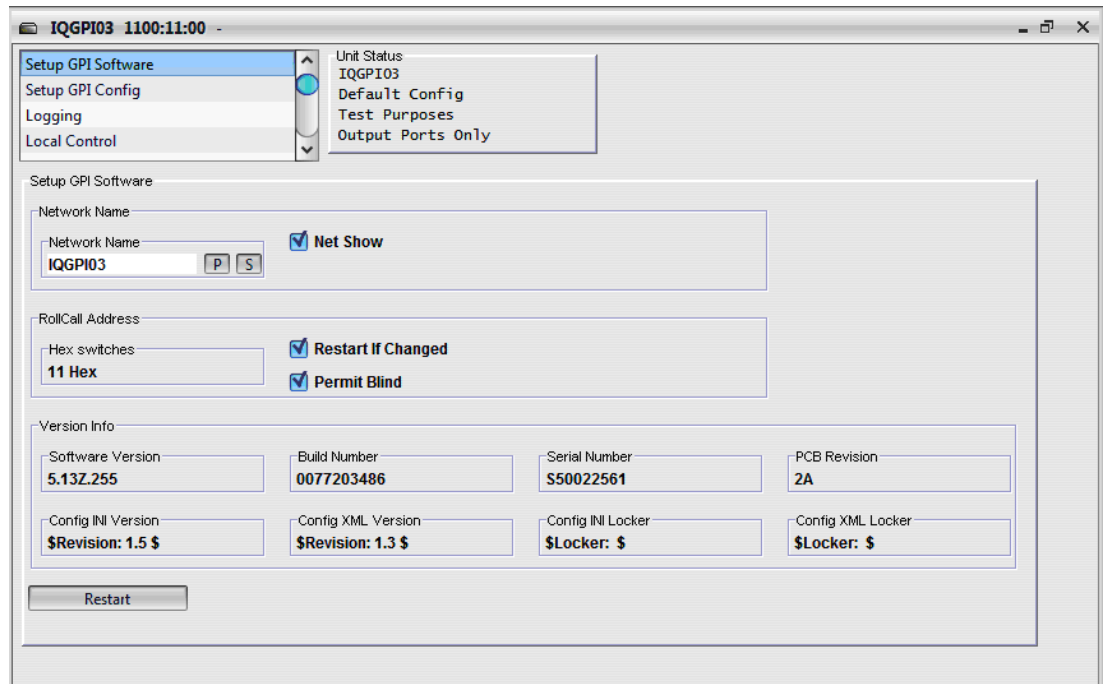 IQGPI03 1100:11:00 -
Setup GPI Software
Setup GPI Config
Logging
Local Control
Unit Status
IQGPI03
Default Config
Test Purposes
Output Ports Only
Setup GPI Software
Network Name
Network Name
IQGPI03
P S
Net Show
RollCall Address
Hex switches
11 Hex
Restart If Changed
Permit Blind
Version Info
Software Version
5.13Z.255
Build Number
0077203486
Serial Number
S50022561
PCB Revision
2A
Config INI Version
$Revision: 1.5 $
Config XML Version
$Revision: 1.3 $
Config INI Locker
$Locker: $
Config XML Locker
$Locker: $
Restart